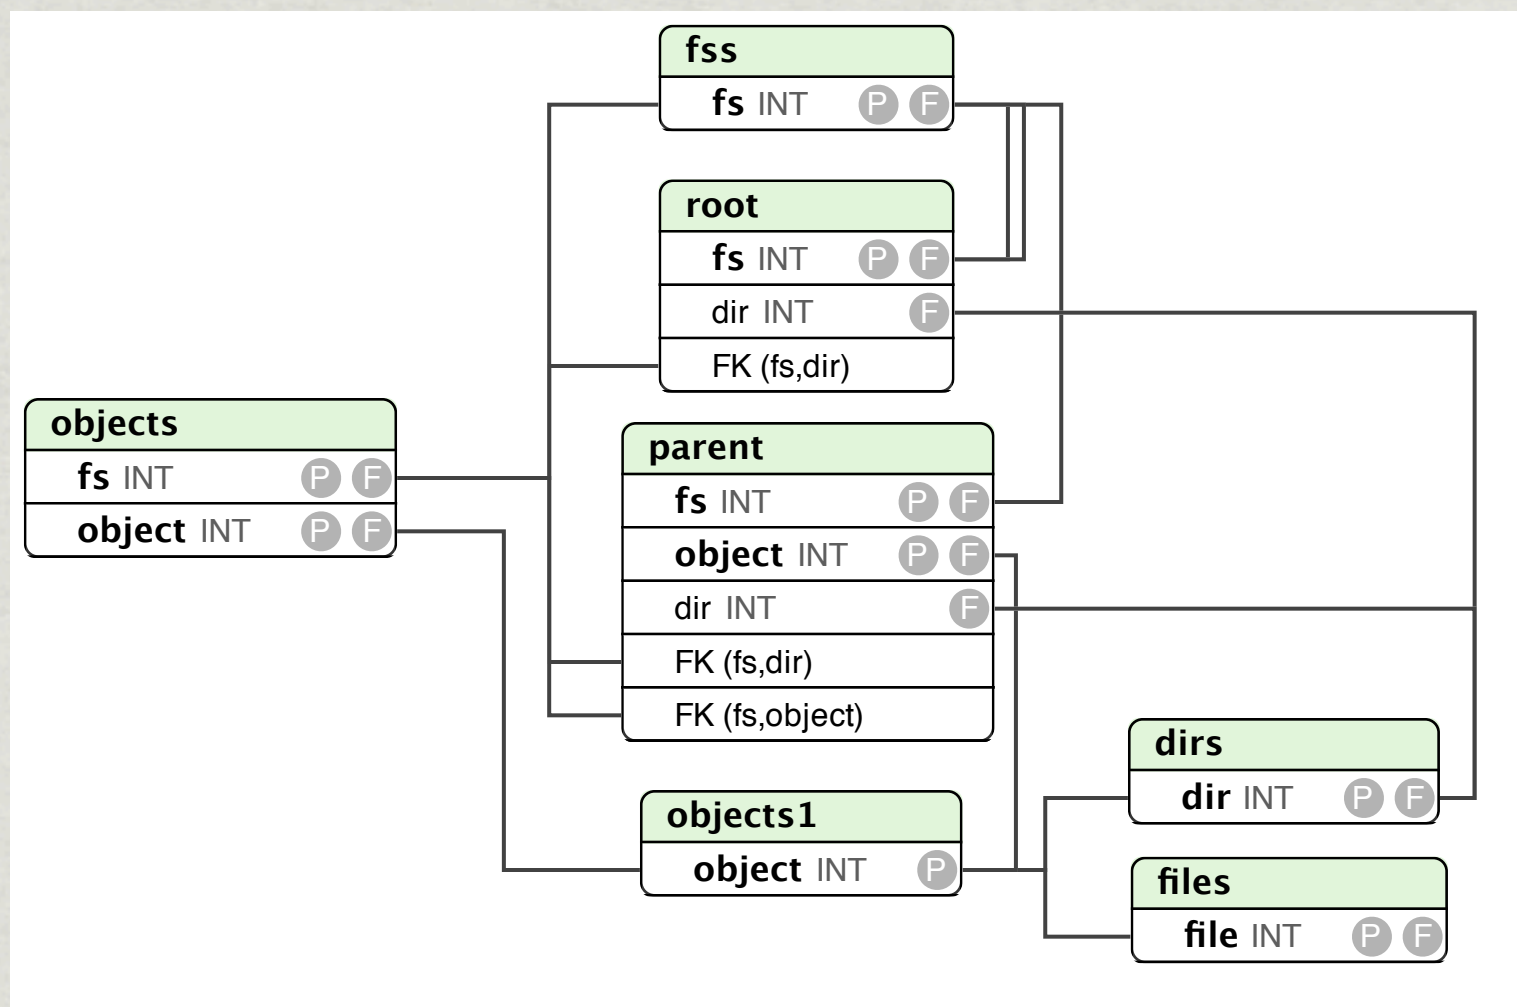 fss
fs INT P F
root
fs INT P F
dir INT F
FK (fs,dir)
objects
fs INT P F
object INT P F
parent
fs INT P F
object INT P F
dir INT F
FK (fs,dir)
FK (fs,object)
objects1
object INT P
dirs
dir INT P F
files
file INT P F